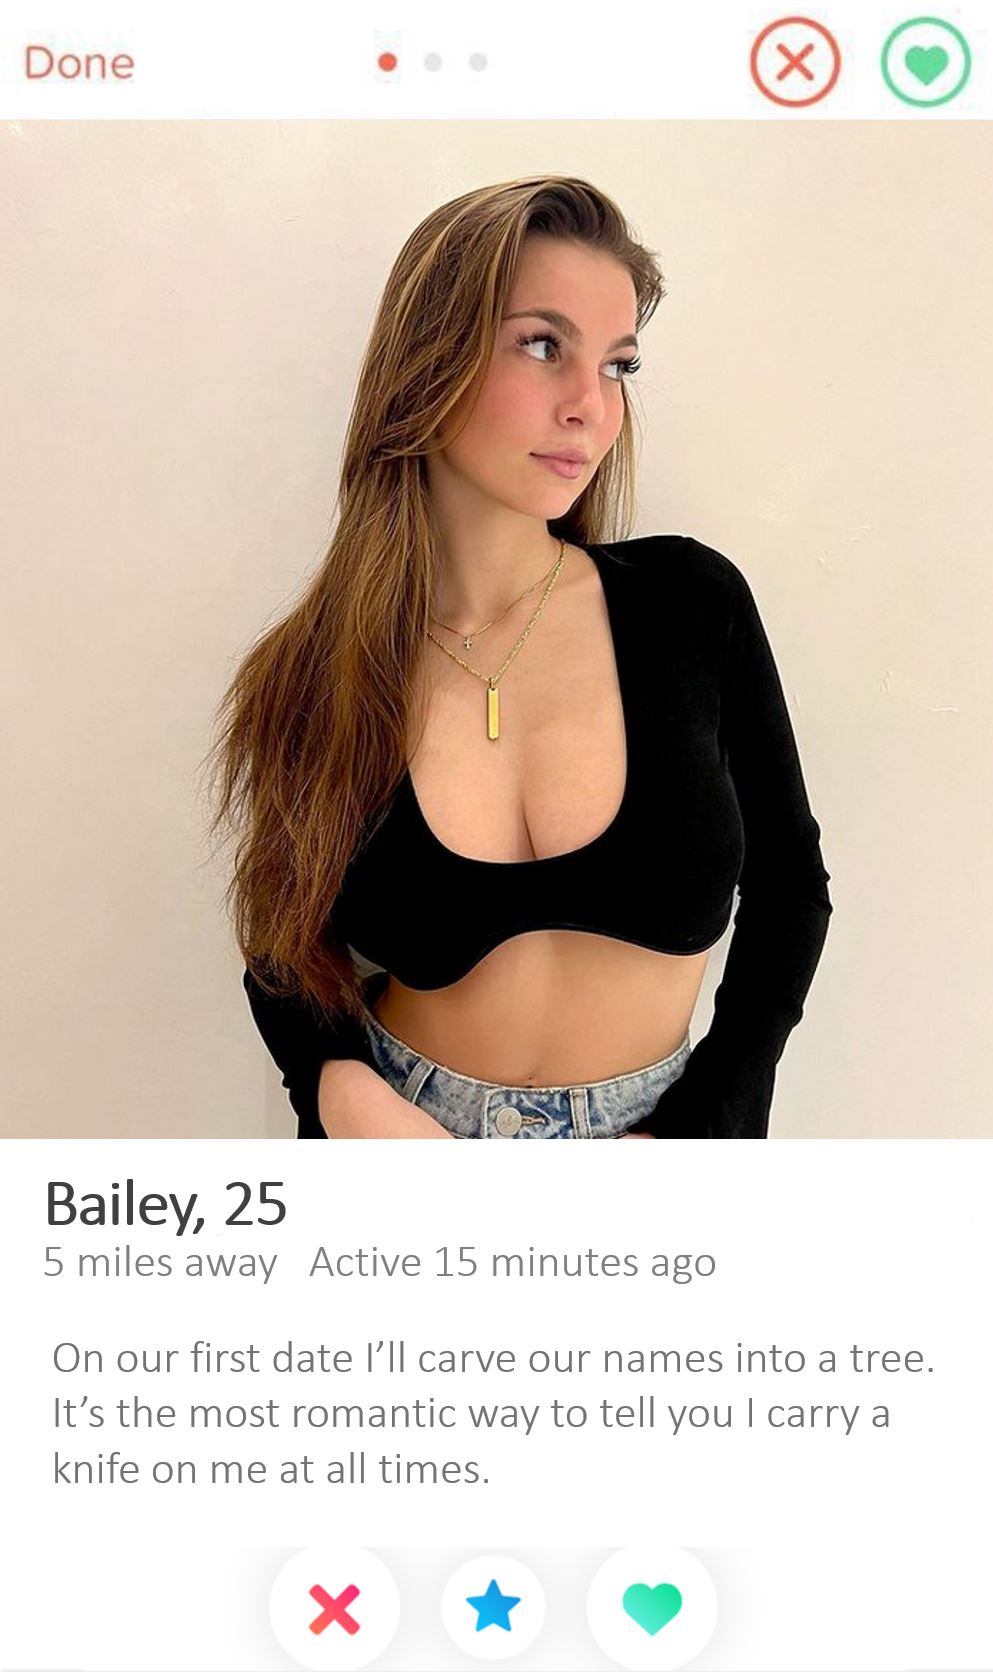 Done
Bailey, 25
5 miles away   Active 15 minutes ago
On our first date I’ll carve our names into a tree.
It’s the most romantic way to tell you I carry a
knife on me at all times.